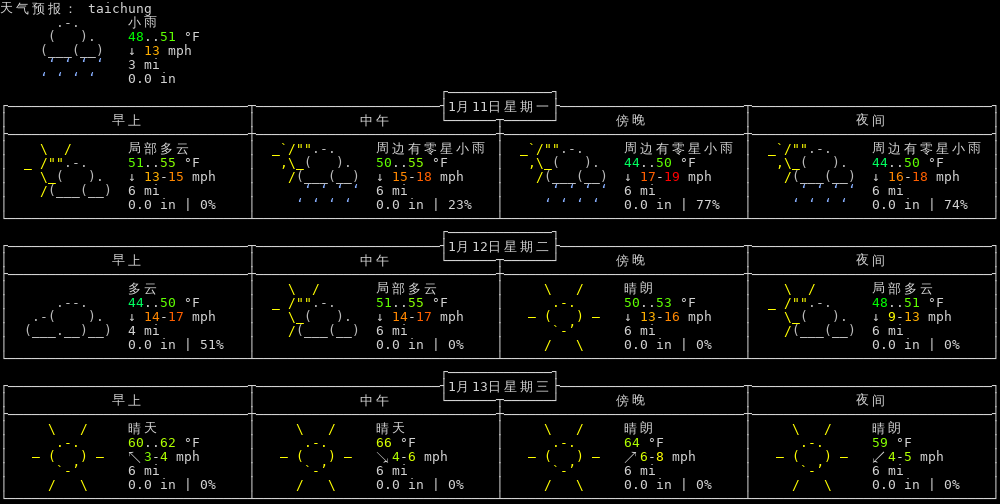 天气预报： taichung
小雨
48..51 °F
↓ 13 mph
3 mi
0.0 in
1月11日星期一
早上 中午 傍晚 夜间
局部多云 周边有零星小雨 周边有零星小雨 周边有零星小雨
51..55 °F 50..55 °F 44..50 °F 44..50 °F
↓ 13-15 mph ↓ 15-18 mph ↓ 17-19 mph ↓ 16-18 mph
6 mi 6 mi 6 mi 6 mi
0.0 in | 0% 0.0 in | 23% 0.0 in | 77% 0.0 in | 74%
1月12日星期二
早上 中午 傍晚 夜间
多云 局部多云 晴朗 局部多云
44..50 °F 51..55 °F 50..53 °F 48..51 °F
↓ 14-17 mph ↓ 14-17 mph ↓ 13-16 mph ↓ 9-13 mph
4 mi 6 mi 6 mi 6 mi
0.0 in | 51% 0.0 in | 0% 0.0 in | 0% 0.0 in | 0%
1月13日星期三
早上 中午 傍晚 夜间
晴天 晴天 晴朗 晴朗
60..62 °F 66 °F 64 °F 59 °F
↖ 3-4 mph ↘ 4-6 mph ↗ 6-8 mph ↙ 4-5 mph
6 mi 6 mi 6 mi 6 mi
0.0 in | 0% 0.0 in | 0% 0.0 in | 0% 0.0 in | 0%